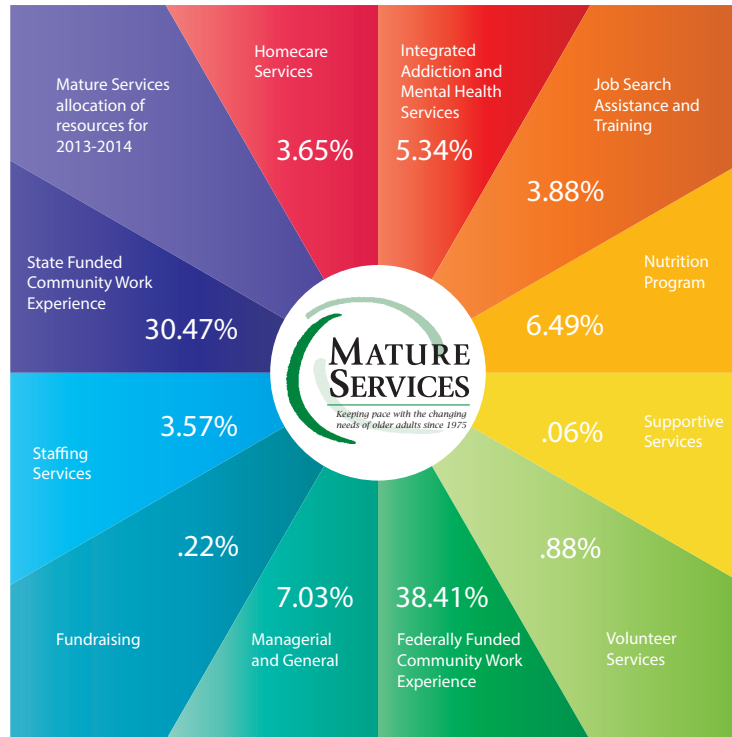 Mature Services
allocation of
resources for
2013-2014
Homecare
Services
3.65%
Integrated
Addiction and
Mental Health
Services
5.34%
Job Search
Assistance and
Training
3.88%
Nutrition
Program
6.49%
Supportive
Services
.06%
Volunteer
Services
.88%
38.41%
Federally Funded
Community Work
Experience
7.03%
Managerial
and General
.22%
Fundraising
3.57%
Staffing
Services
State Funded
Community Work
Experience
30.47%
MATURE
SERVICES
Keeping pace with the changing
needs of older adults since 1975